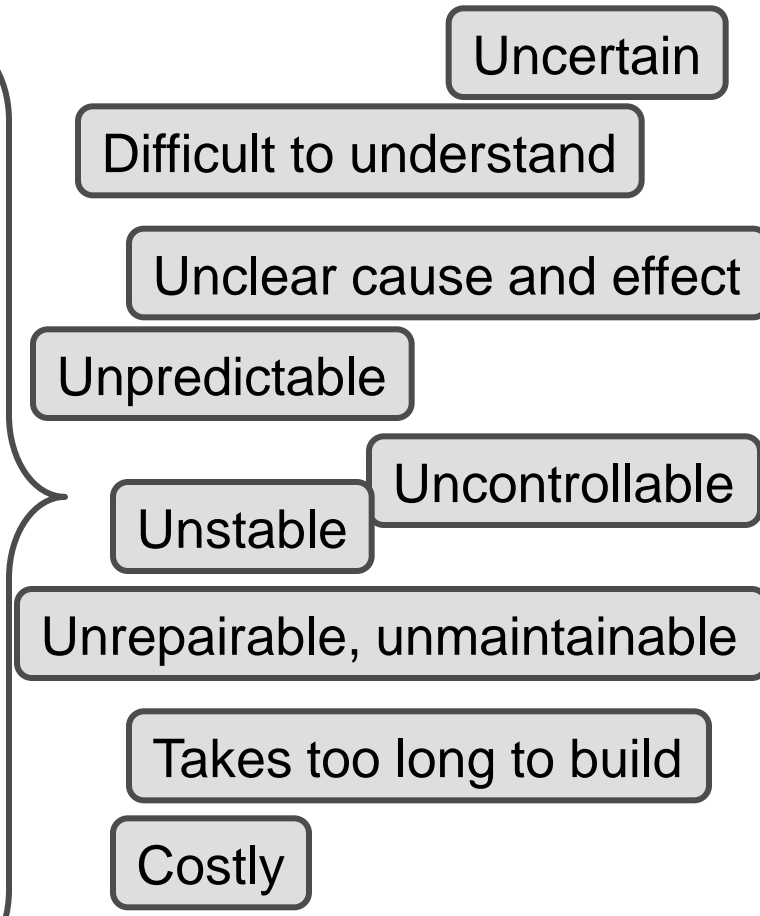 Uncertain
Difficult to understand
Unclear cause and effect
Unpredictable
Uncontrollable
Unstable
Unrepairable, unmaintainable
Takes too long to build
Costly